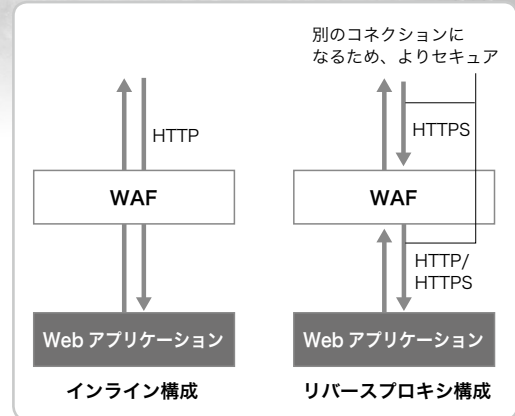 別のコネクションに
なるため、よりセキュア
HTTP
HTTPS
WAF
WAF
HTTP/
HTTPS
Web アプリケーション
Web アプリケーション
インライン構成
リバースプロキシ構成